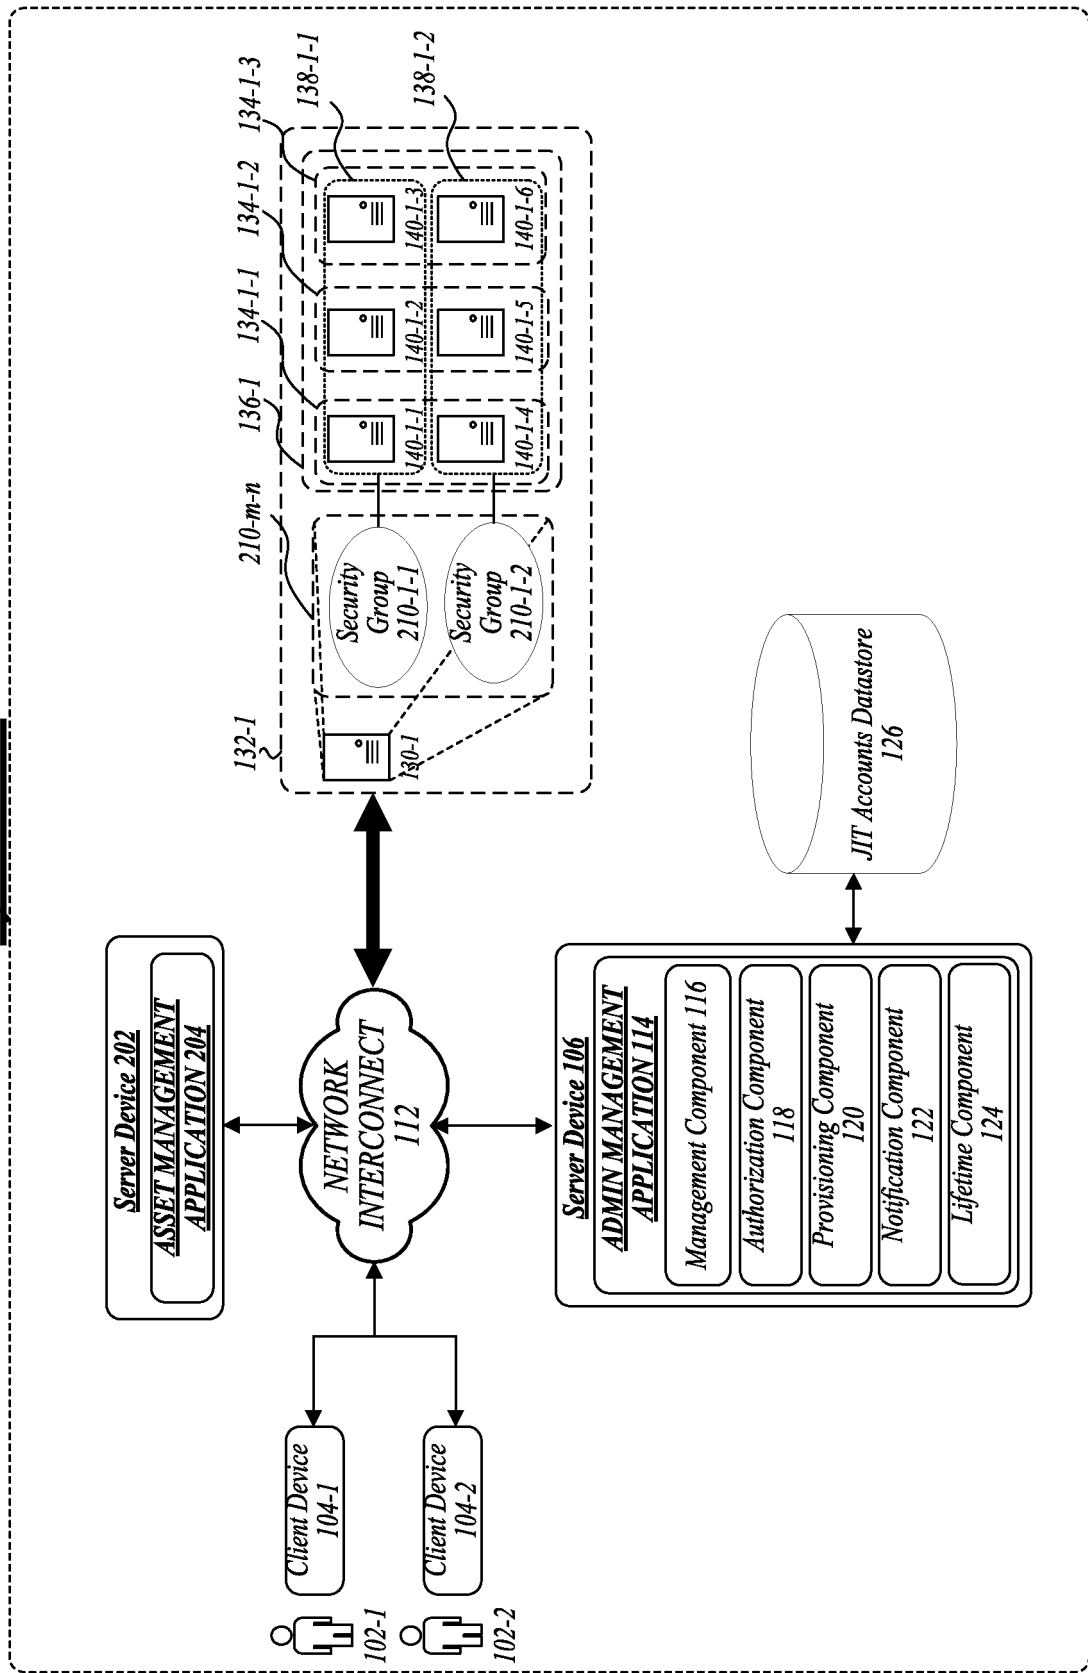 Server Device 202
ASSET MANAGEMENT
APPLICATION 204
Client Device
104-1
Client Device
104-2
102-1
102-2
NETWORK
INTERCONNECT
112
Server Device 106
ADMIN MANAGEMENT
APPLICATION 114
Management Component 116
Authorization Component
118
Provisioning Component
120
Notification Component
122
Lifetime Component
124
JIT Accounts Datastore
126
132-1
130-1
210-m-n
Security
Group
210-1-1
Security
Group
210-1-2
136-1
134-1-1
134-1-2
134-1-3
138-1-1
138-1-2
140-1-1
140-1-2
140-1-3
140-1-4
140-1-5
140-1-6